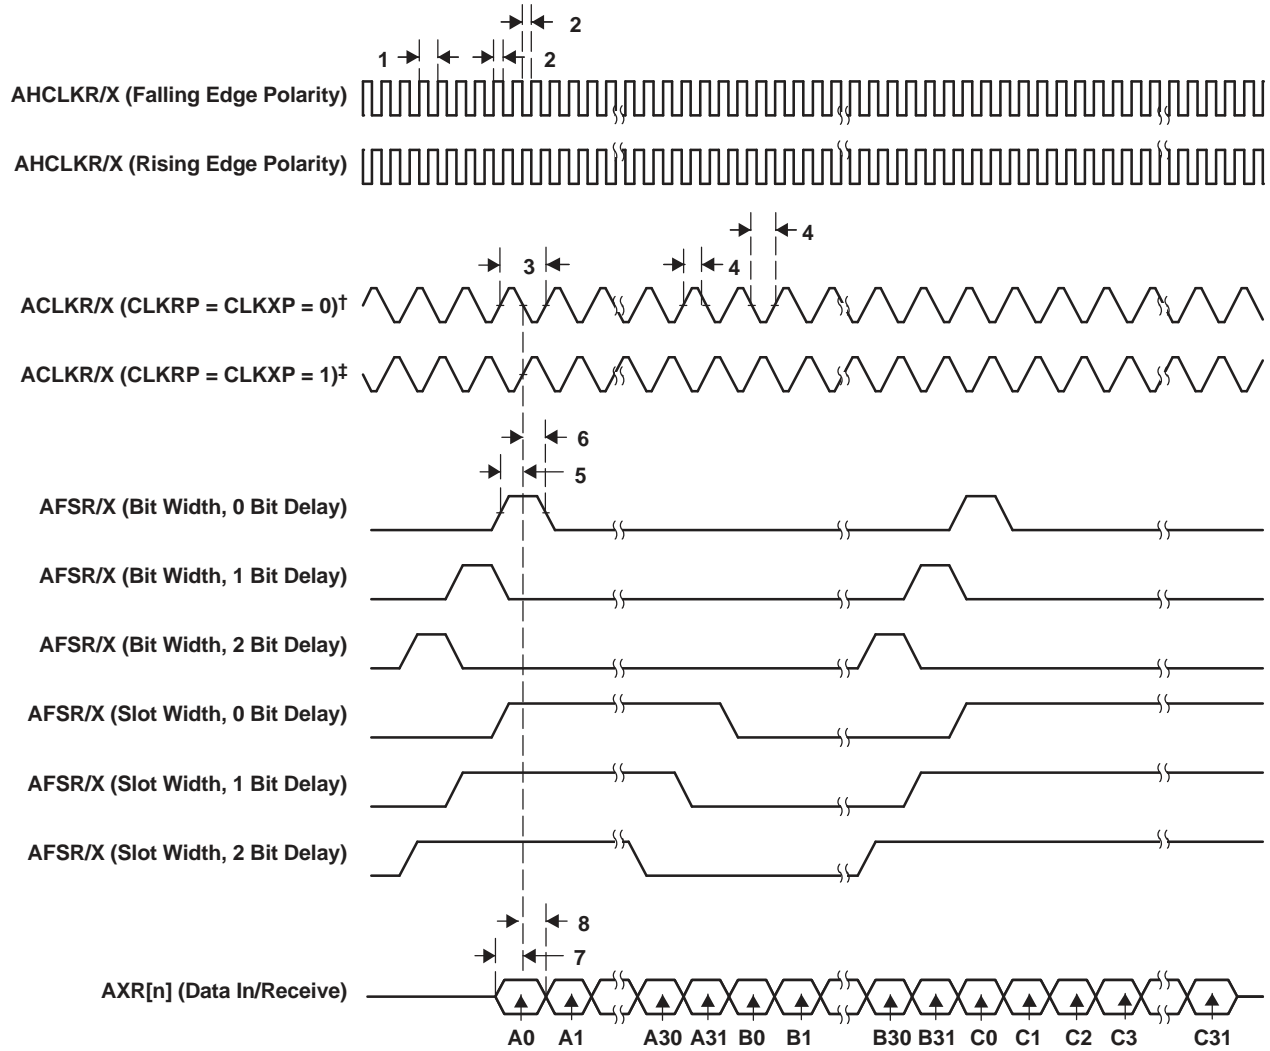 2
1
2
AHCLKR/X (Falling Edge Polarity)
AHCLKR/X (Rising Edge Polarity)
4
3
4
ACLKR/X (CLKRP = CLKXP = 0)†
ACLKR/X (CLKRP = CLKXP = 1)‡
6
5
AFSR/X (Bit Width, 0 Bit Delay)
AFSR/X (Bit Width, 1 Bit Delay)
AFSR/X (Bit Width, 2 Bit Delay)
AFSR/X (Slot Width, 0 Bit Delay)
AFSR/X (Slot Width, 1 Bit Delay)
AFSR/X (Slot Width, 2 Bit Delay)
8
7
AXR[n] (Data In/Receive)
A0 A1 A30 A31 B0 B1 B30 B31 C0 C1 C2 C3 C31